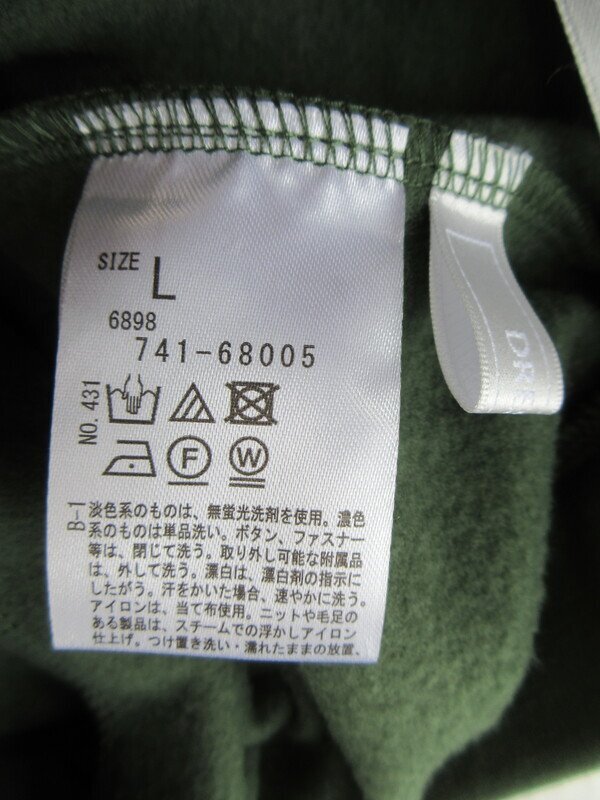 SIZE L
6898
741-68005
NO. 431
F W
B-1
淡色系のものは、無蛍光洗剤を使用。濃色
系のものは単品洗い。ボタン、ファスナー
等は、閉じて洗う。取り外し可能な附属品
は、外して洗う。漂白は、漂白剤の指示に
したがう。汗をかいた場合、速やかに洗う。
アイロンは、当て布使用。ニットや毛足の
ある製品は、スチームでの浮かしアイロン
仕上げ。つけ置き洗い・濡れたままの放置、